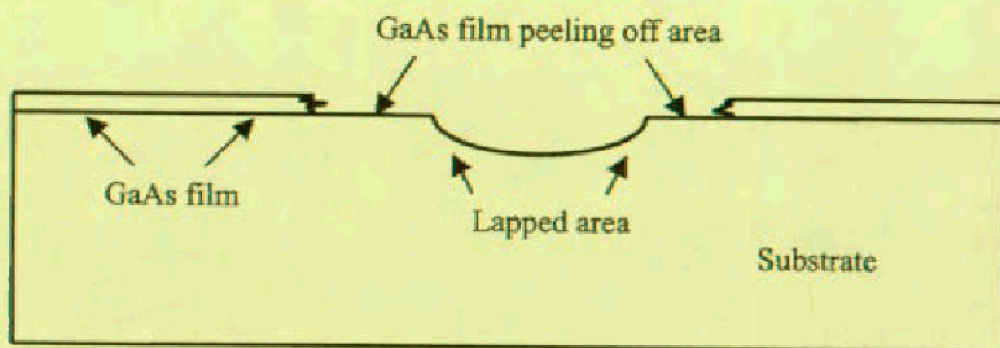 GaAs film peeling off area
GaAs film
Lapped area
Substrate